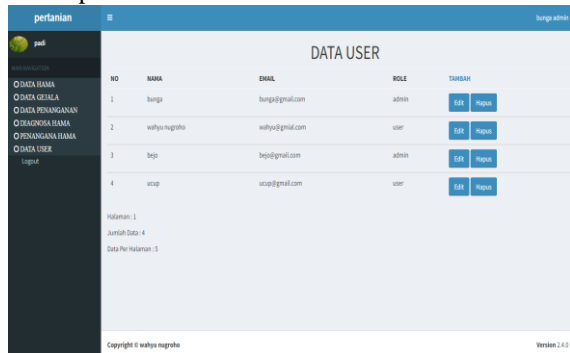 pertanian
bunga admin
padi
MAIN NAVIGATION
DATA HAMA
DATA GEJALA
DATA PENANGANAN
DIAGNOSA HAMA
PENANGANA HAMA
DATA USER
Logout
DATA USER
NO NAMA EMAIL ROLE TAMBAH
1 bunga bunga@gmail.com admin Edit Hapus
2 wahyu nugroho wahyu@gmial.com user Edit Hapus
3 bejo bejo@gmail.com admin Edit Hapus
4 ucup ucup@gmail.com user Edit Hapus
Halaman : 1
Jumlah Data : 4
Data Per Halaman : 5
Copyright © wahyu nugroho
Version 2.4.0